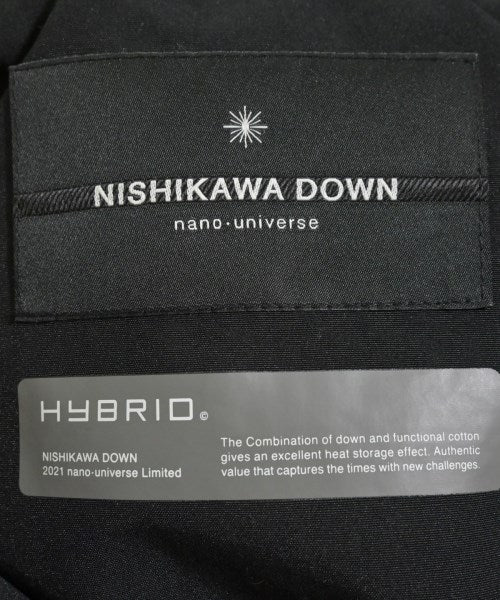 NISHIKAWA DOWN
nano·universe
HYBRID©
NISHIKAWA DOWN
2021 nano-universe Limited
The Combination of down and functional cotton
gives an excellent heat storage effect. Authentic
value that captures the times with new challenges.